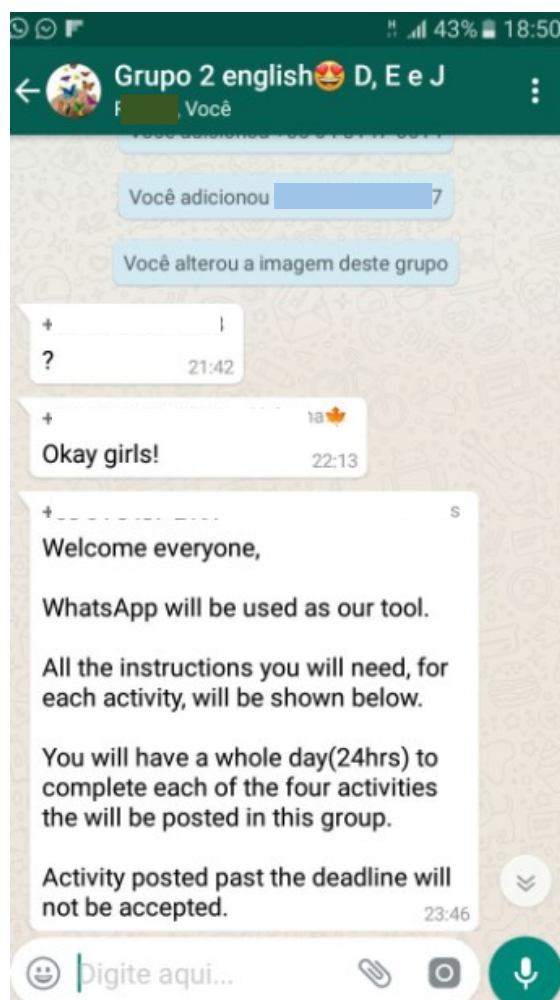 43% 18:50
Grupo 2 english🤩 D, E e J
, Você
Você adicionou
Você adicionou 7
Você alterou a imagem deste grupo
+
?
21:42
+
Okay girls!
22:13
+ s
Welcome everyone,
WhatsApp will be used as our tool.
All the instructions you will need, for
each activity, will be shown below.
You will have a whole day(24hrs) to
complete each of the four activities
the will be posted in this group.
Activity posted past the deadline will
not be accepted.
23:46
Digite aqui...